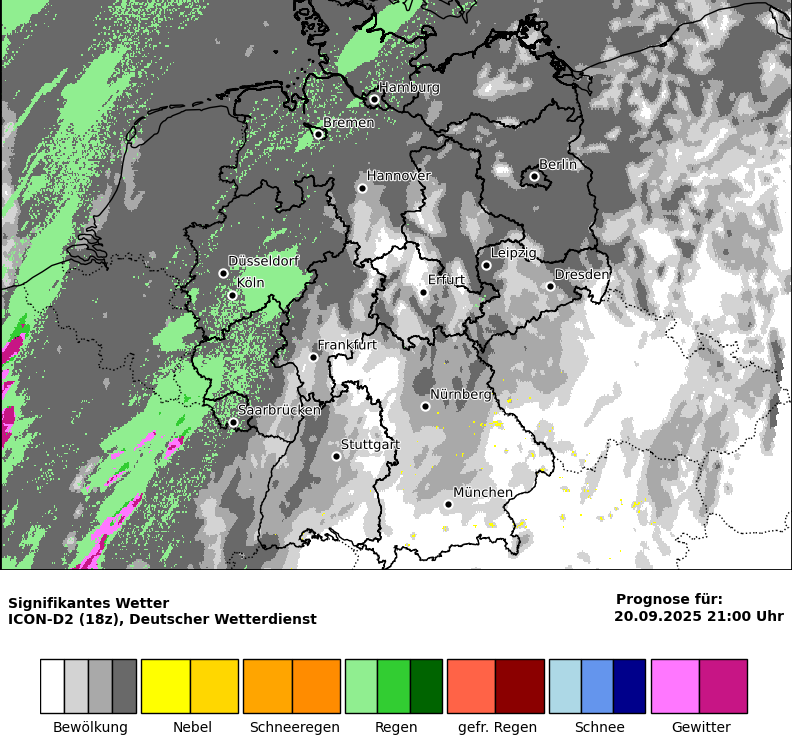 Hamburg
Bremen
Berlin
Hannover
Leipzig
Düsseldorf
Dresden
Köln
Erfurt
Frankfurt
Nürnberg
Saarbrücken
Stuttgart
München
Signifikantes Wetter
ICON-D2 (18z), Deutscher Wetterdienst
Prognose für:
20.09.2025 21:00 Uhr
Bewölkung
Nebel
Schneeregen
Regen
gefr. Regen
Schnee
Gewitter